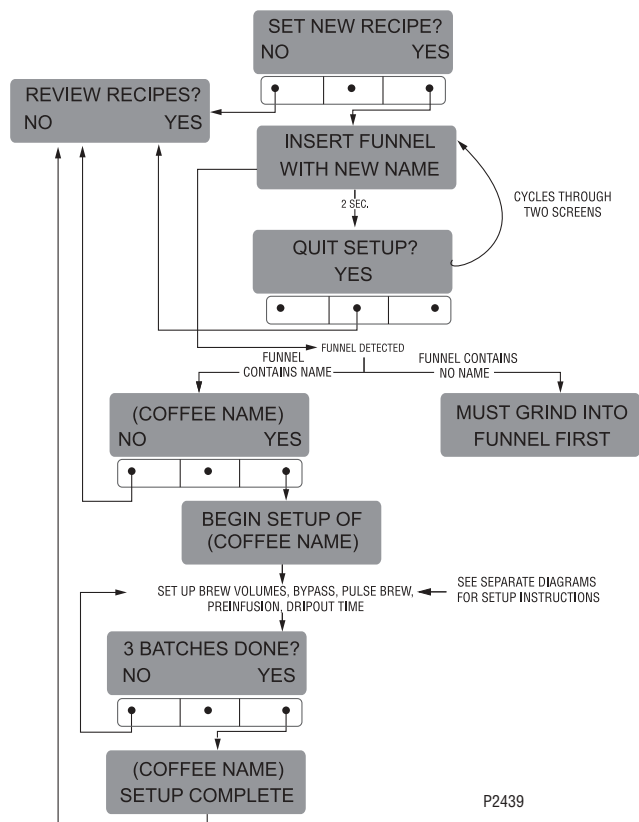 SET NEW RECIPE?
NO YES
REVIEW RECIPES?
NO YES
INSERT FUNNEL
WITH NEW NAME
2 SEC.
CYCLES THROUGH
TWO SCREENS
QUIT SETUP?
YES
FUNNEL DETECTED
FUNNEL
CONTAINS NAME
FUNNEL CONTAINS
NO NAME
(COFFEE NAME)
NO YES
MUST GRIND INTO
FUNNEL FIRST
BEGIN SETUP OF
(COFFEE NAME)
SET UP BREW VOLUMES, BYPASS, PULSE BREW,
PREINFUSION, DRIPOUT TIME
SEE SEPARATE DIAGRAMS
FOR SETUP INSTRUCTIONS
3 BATCHES DONE?
NO YES
(COFFEE NAME)
SETUP COMPLETE
P2439